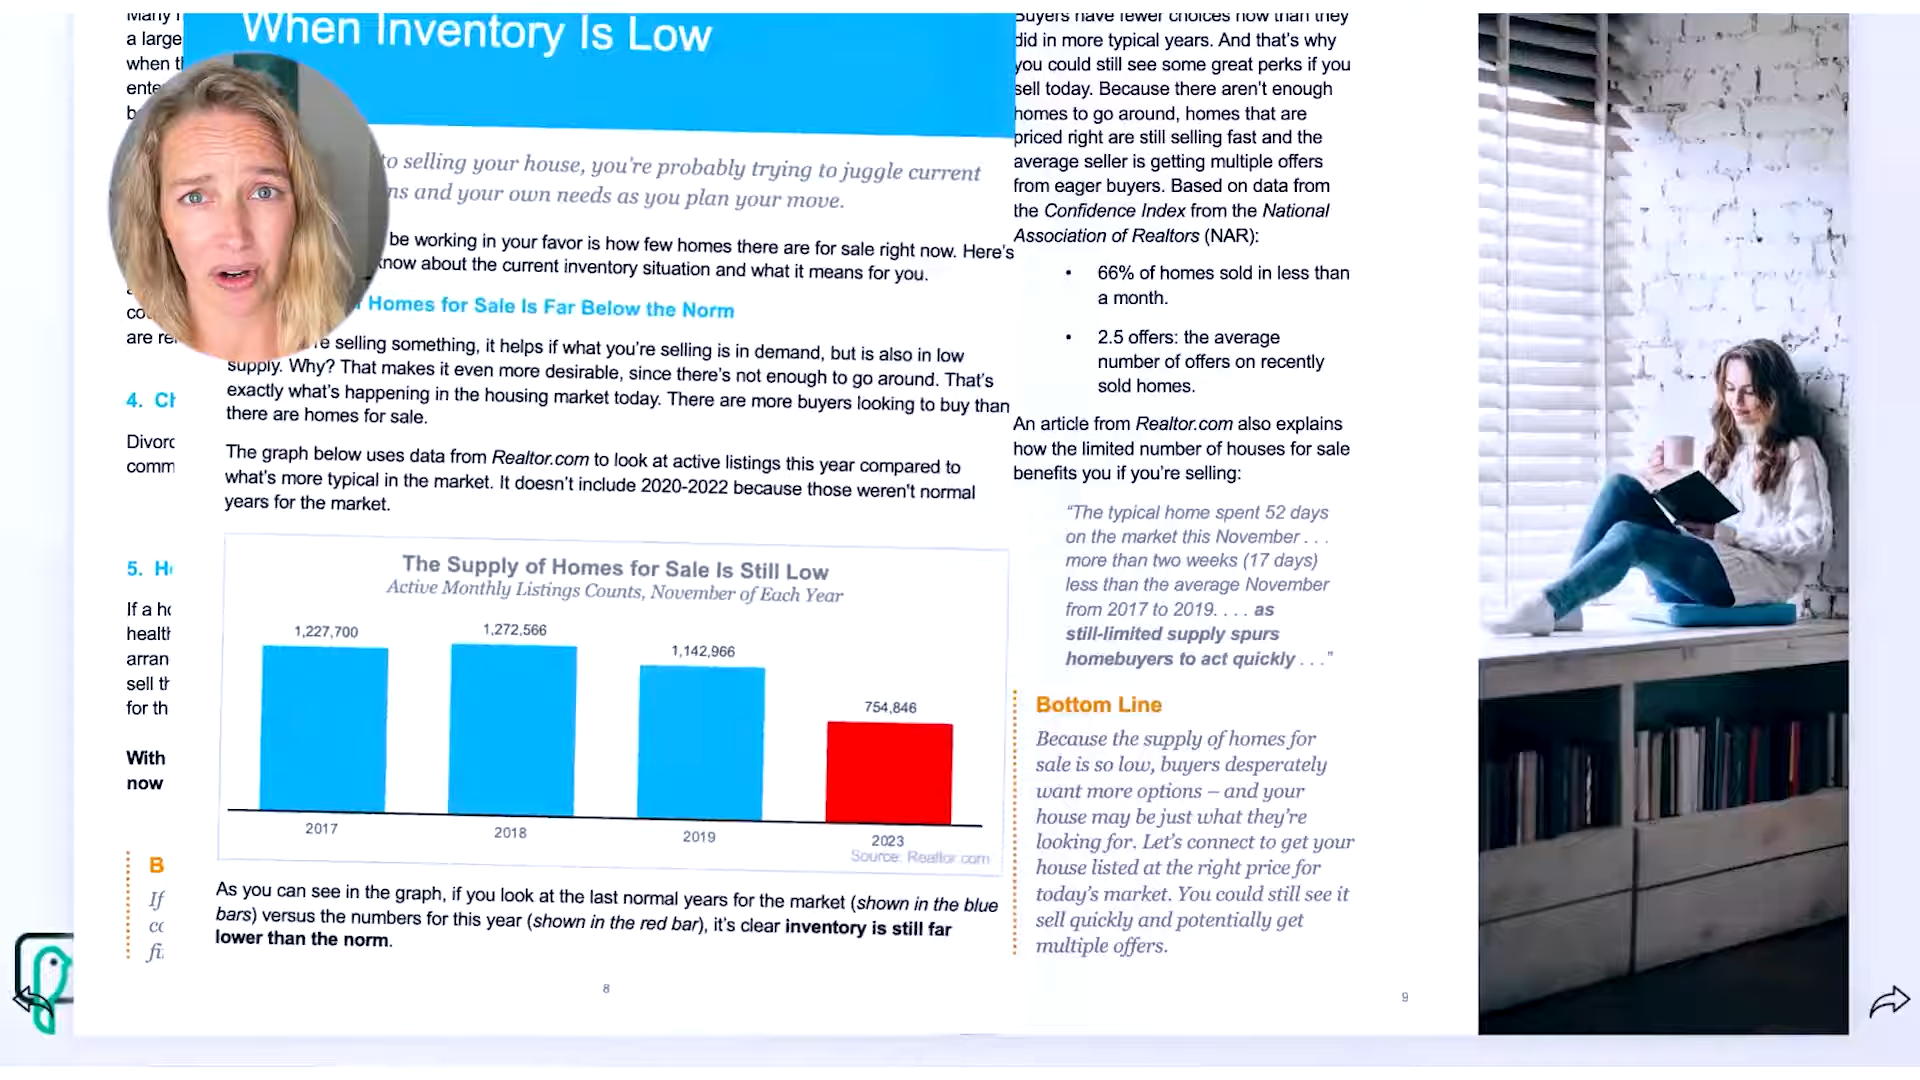 Many
a large
when th
ente
co
are re
4. Ch
Divorc
comm
5. H
If a ho
healt
arran
sell th
for th
With
now
B
If
fi
When Inventory Is Low
to selling your house, you're probably trying to juggle current
ns and your own needs as you plan your move.
be working in your favor is how few homes there are for sale right now. Here's
know about the current inventory situation and what it means for you.
Homes for Sale Is Far Below the Norm
selling something, it helps if what you're selling is in demand, but is also in low
supply. Why? That makes it even more desirable, since there's not enough to go around. That's
exactly what's happening in the housing market today. There are more buyers looking to buy than
there are homes for sale.
The graph below uses data from Realtor.com to look at active listings this year compared to
what's more typical in the market. It doesn't include 2020-2022 because those weren't normal
years for the market.
The Supply of Homes for Sale Is Still Low
Active Monthly Listings Counts, November of Each Year
1,227,700 1,272,566 1,142,966 754,846
2017 2018 2019 2023
Source: Realtor.com
As you can see in the graph, if you look at the last normal years for the market (shown in the blue
bars) versus the numbers for this year (shown in the red bar), it's clear inventory is still far
lower than the norm.
8
Buyers have fewer choices now than they
did in more typical years. And that's why
you could still see some great perks if you
sell today. Because there aren't enough
homes to go around, homes that are
priced right are still selling fast and the
average seller is getting multiple offers
from eager buyers. Based on data from
the Confidence Index from the National
Association of Realtors (NAR):
• 66% of homes sold in less than
a month.
• 2.5 offers: the average
number of offers on recently
sold homes.
An article from Realtor.com also explains
how the limited number of houses for sale
benefits you if you're selling:
“The typical home spent 52 days
on the market this November . . .
more than two weeks (17 days)
less than the average November
from 2017 to 2019. . . . as
still-limited supply spurs
homebuyers to act quickly . . .”
Bottom Line
Because the supply of homes for
sale is so low, buyers desperately
want more options – and your
house may be just what they're
looking for. Let's connect to get your
house listed at the right price for
today's market. You could still see it
sell quickly and potentially get
multiple offers.
9